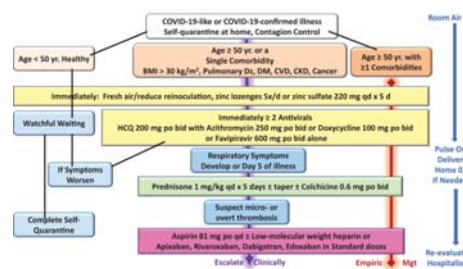 COVID-19-like or COVID-19-confirmed illness
Self-quarantine at home, Contagion Control
Room Air
Age < 50 yr. Healthy
Age ≥ 50 yr. or a
Single Comorbidity
BMI > 30 kg/m², Pulmonary Dz, DM, CVD, CKD, Cancer
Age ≥ 50 yr. with
≥1 Comorbidities
Immediately: Fresh air/reduce reinoculation, zinc lozenges 5x/d or zinc sulfate 220 mg qd x 5 d
Watchful Waiting
Immediately ≥ 2 Antivirals
HCQ 200 mg po bid with Azithromycin 250 mg po bid or Doxycycline 100 mg po bid
or Favipiravir 600 mg po bid alone
Pulse Ox
Deliver
Home 0
If Neede
If Symptoms
Worsen
Respiratory Symptoms
Develop or Day 5 of illness
Prednisone 1 mg/kg qd x 5 days ± taper ± Colchicine 0.6 mg po bid
Complete Self-
Quarantine
Suspect micro- or
overt thrombosis
Aspirin 81 mg po qd ± Low-molecular weight heparin or
Apixaban, Rivaroxaban, Dabigatran, Edoxaban in Standard doses
Escalate Clinically
Empiric Mgt
Re-evalua
Hospitaliz